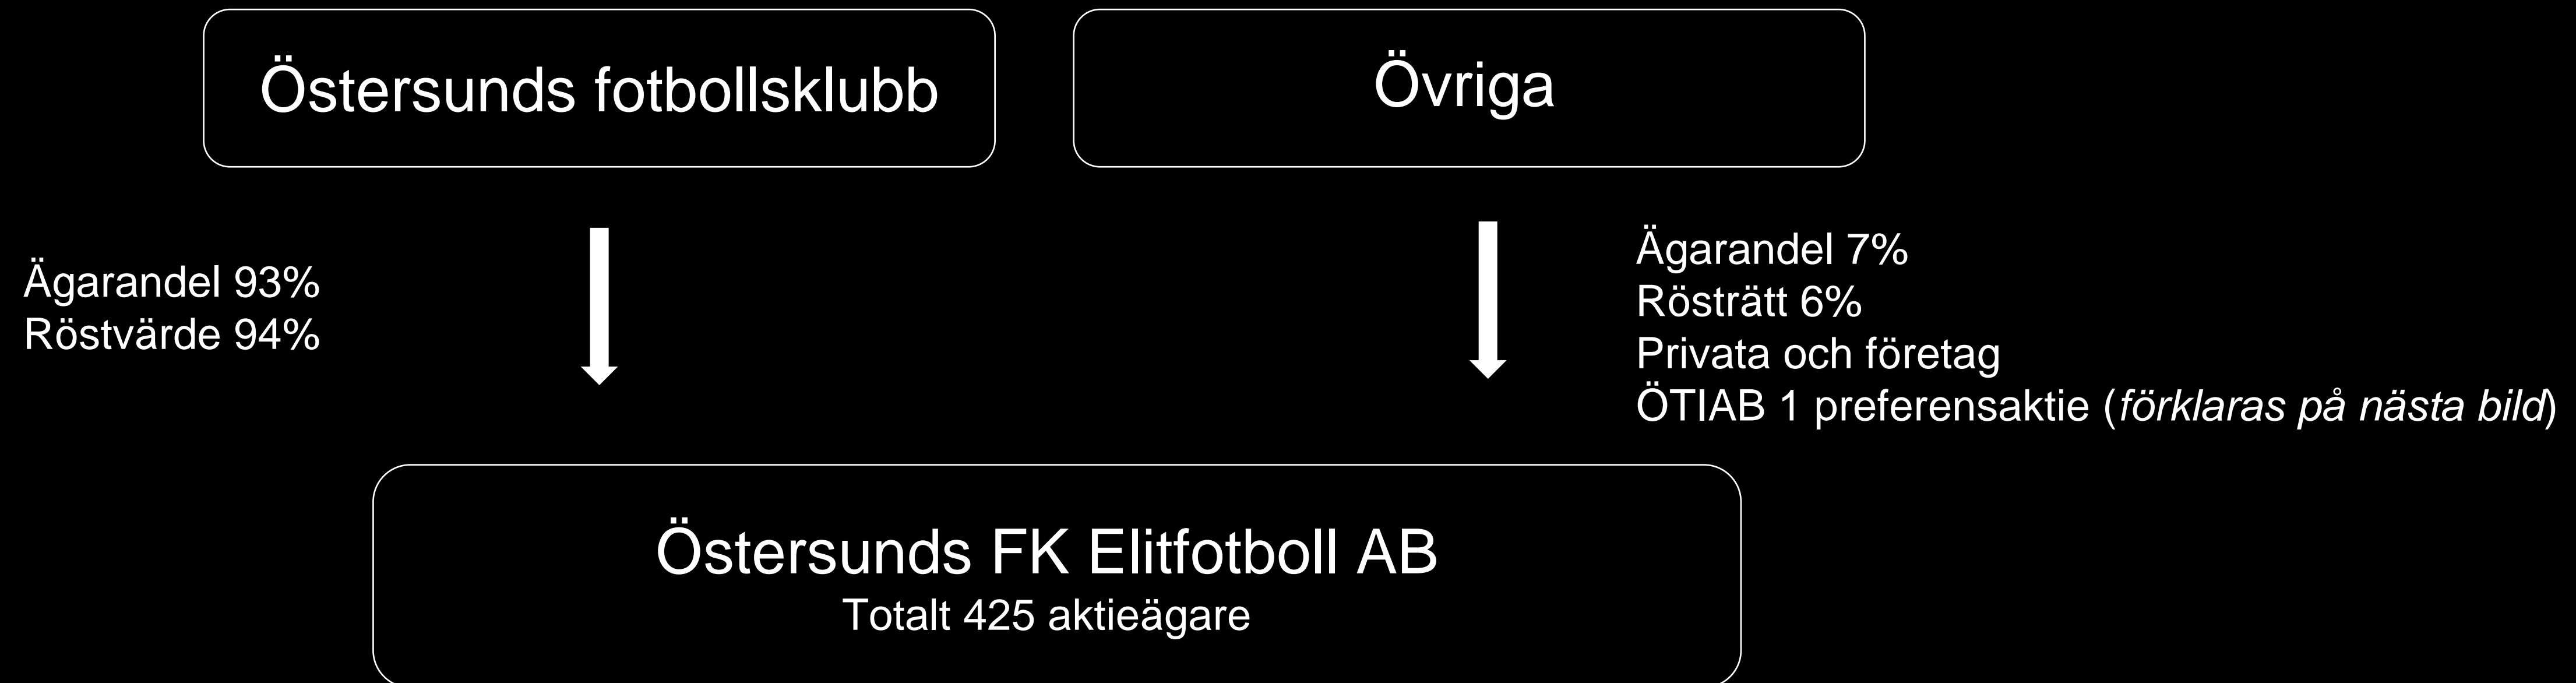 Östersunds fotbollsklubb
Övriga
Ägarandel 93%
Röstvärde 94%
Ägarandel 7%
Rösträtt 6%
Privata och företag
ÖTIAB 1 preferensaktie (förklaras på nästa bild)
Östersunds FK Elitfotboll AB
Totalt 425 aktieägare